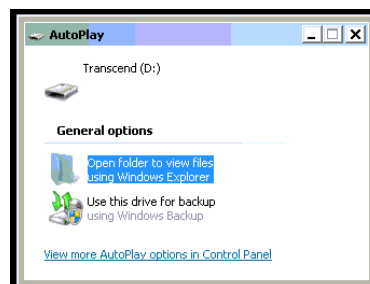 AutoPlay
Transcend (D:)
General options
Open folder to view files
using Windows Explorer
Use this drive for backup
using Windows Backup
View more AutoPlay options in Control Panel